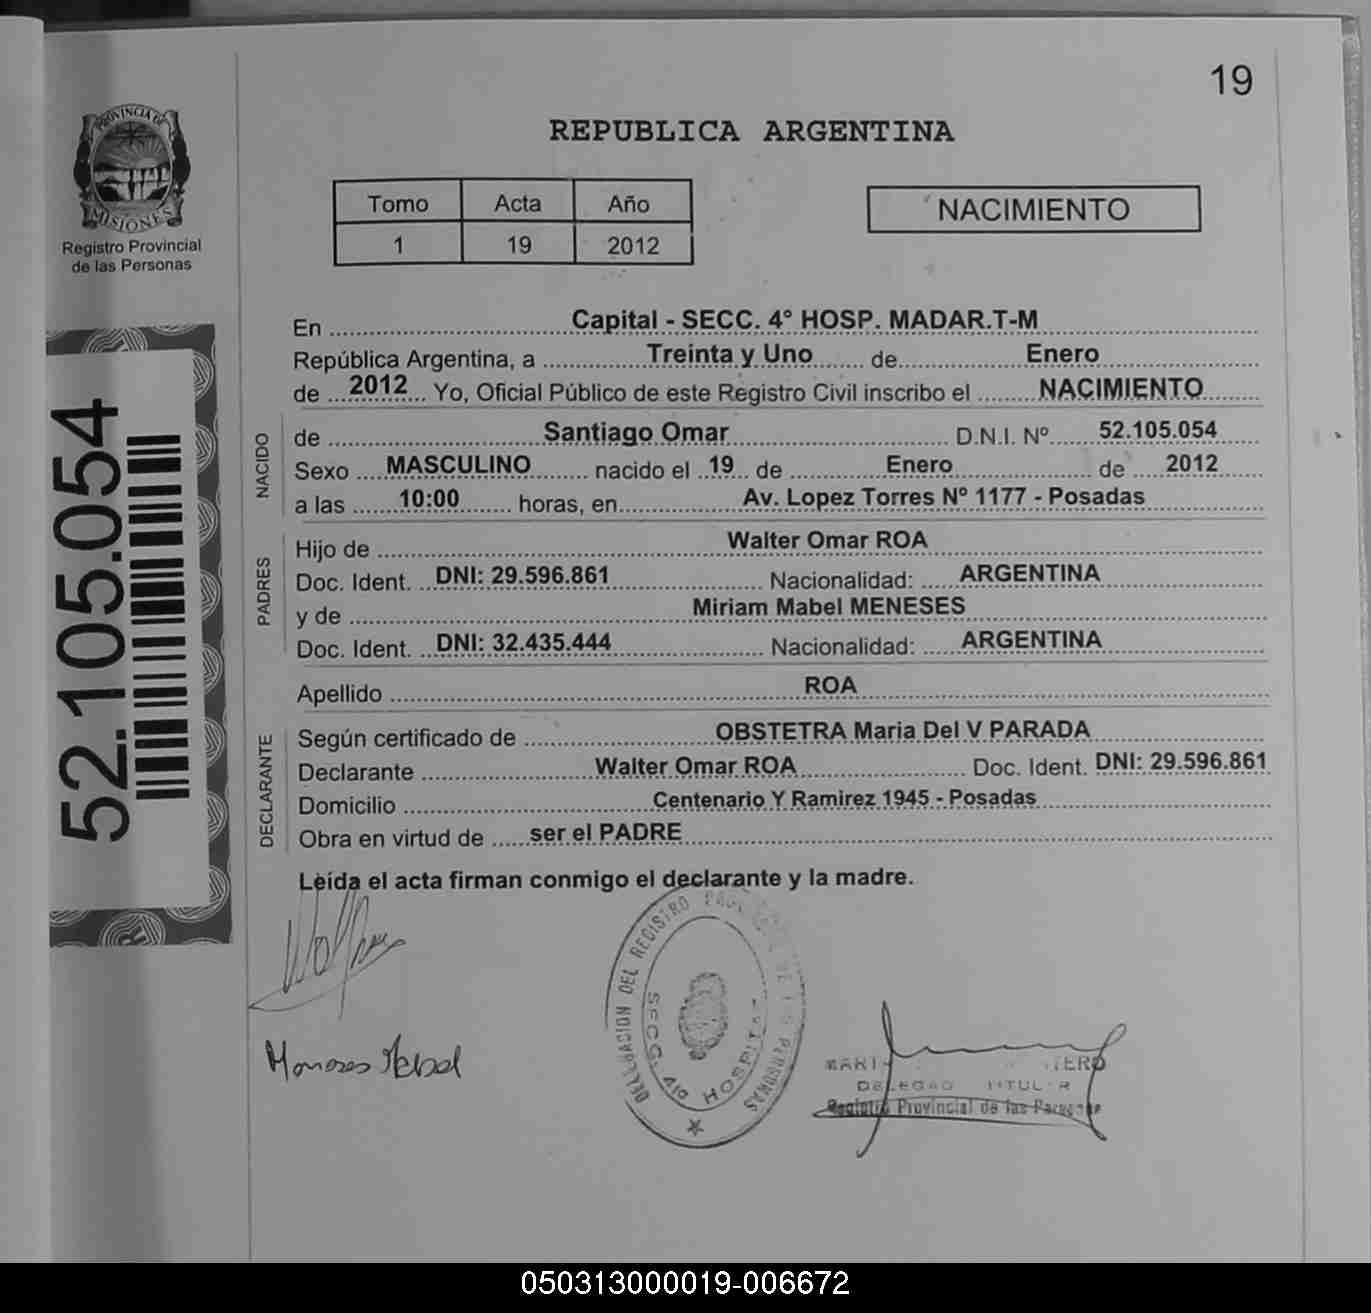 19
REPUBLICA ARGENTINA
PROVINCIA DE
MISIONES
Registro Provincial
de las Personas
Tomo Acta Año
1 19 2012
NACIMIENTO
52.105.054
En Capital - SECC. 4° HOSP. MADAR.T-M
República Argentina, a Treinta y Uno de Enero
de 2012 Yo, Oficial Público de este Registro Civil inscribo el NACIMIENTO
NACIDO
de Santiago Omar D.N.I. Nº 52.105.054
Sexo MASCULINO nacido el 19 de Enero de 2012
a las 10:00 horas, en Av. Lopez Torres Nº 1177 - Posadas
PADRES
Hijo de Walter Omar ROA
Doc. Ident. DNI: 29.596.861 Nacionalidad: ARGENTINA
y de Miriam Mabel MENESES
Doc. Ident. DNI: 32.435.444 Nacionalidad: ARGENTINA
Apellido ROA
DECLARANTE
Según certificado de OBSTETRA Maria Del V PARADA
Declarante Walter Omar ROA Doc. Ident. DNI: 29.596.861
Domicilio Centenario Y Ramirez 1945 - Posadas
Obra en virtud de ser el PADRE
Leída el acta firman conmigo el declarante y la madre.
DELEGACION DEL REGISTRO DE LAS PERSONAS
SECC. 4ta HOSPITAL
Registro Provincial de las Personas
050313000019-006672